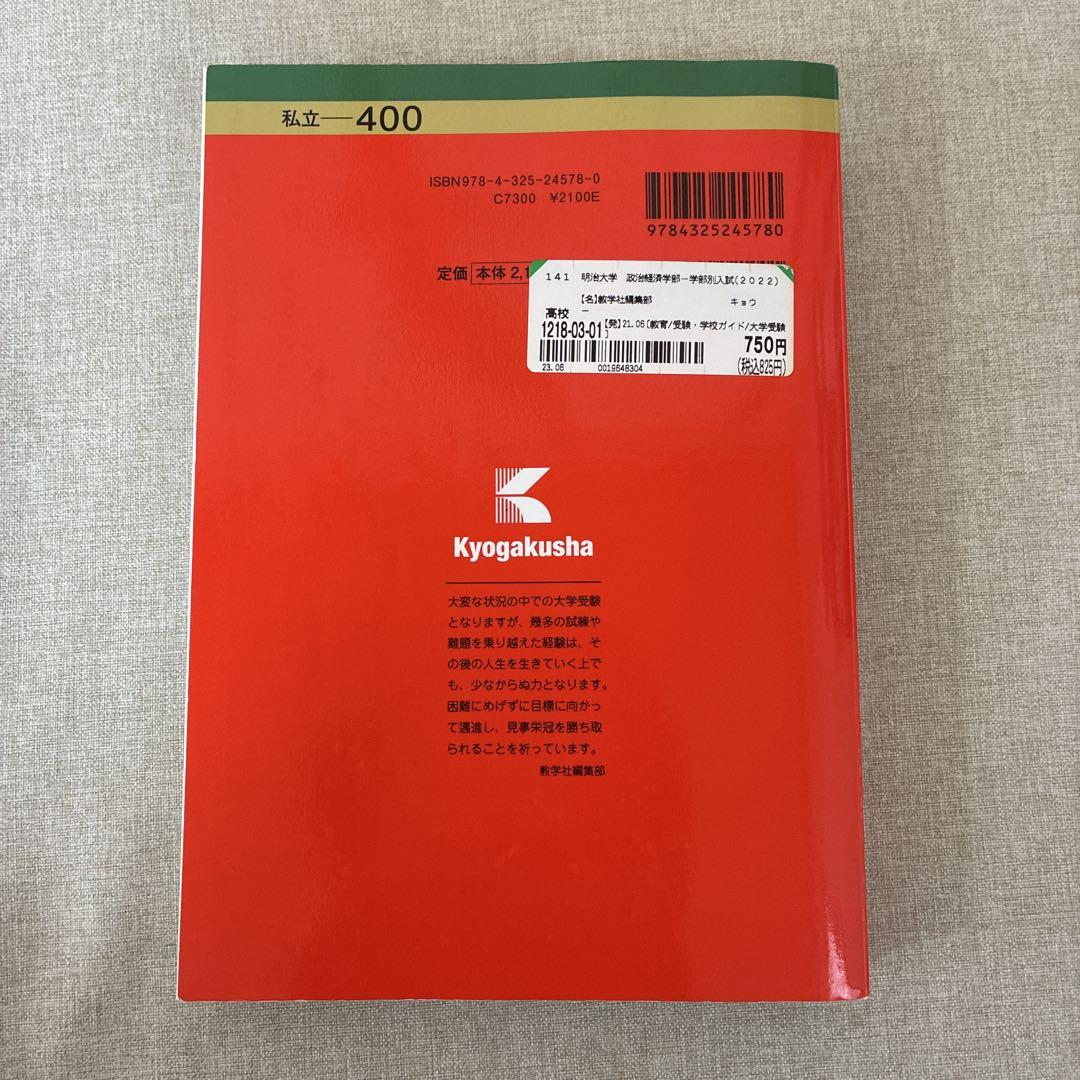 私立―400
ISBN978-4-325-24578-0
C7300 ¥2100E
9784325245780
定価 本体 2,1
141 明治大学 政治経済学部－学部別入試(2022)
【名】教学社編集部 キョウ
高校 －
1218-03-01 【発】21.06〔教育/受験・学校ガイド/大学受験
〕
750円
(税込825円)
23.06 0019648304
Kyogakusha
大変な状況の中での大学受験
となりますが、幾多の試練や
難題を乗り越えた経験は、そ
の後の人生を生きていく上で
も、少なからぬ力となります。
困難にめげずに目標に向かっ
て邁進し、見事栄冠を勝ち取
られることを祈っています。
教学社編集部